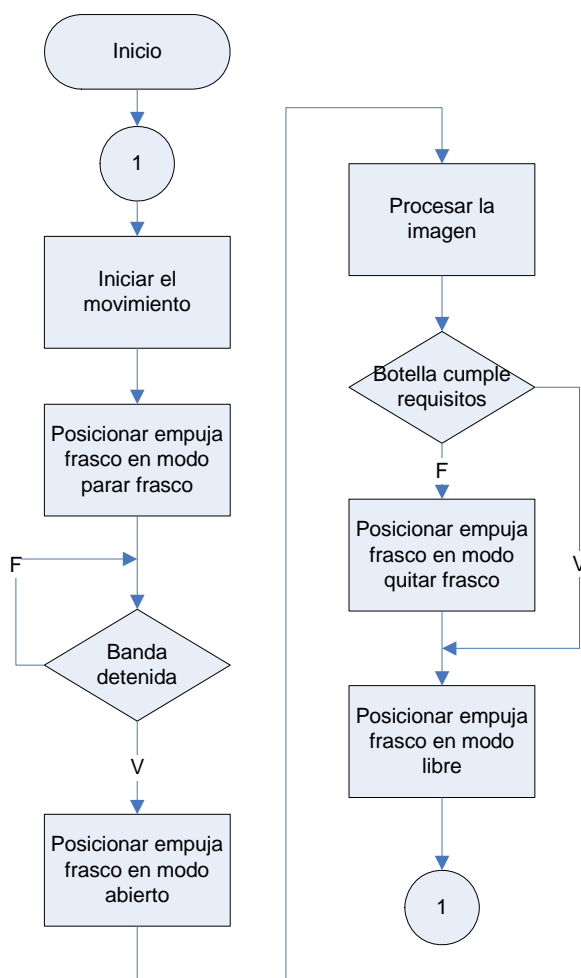 Inicio
1
Iniciar el
movimiento
Posicionar empuja
frasco en modo
parar frasco
F
Banda
detenida
V
Posicionar empuja
frasco en modo
abierto
Procesar la
imagen
Botella cumple
requisitos
F
Posicionar empuja
frasco en modo
quitar frasco
V
Posicionar empuja
frasco en modo
libre
1